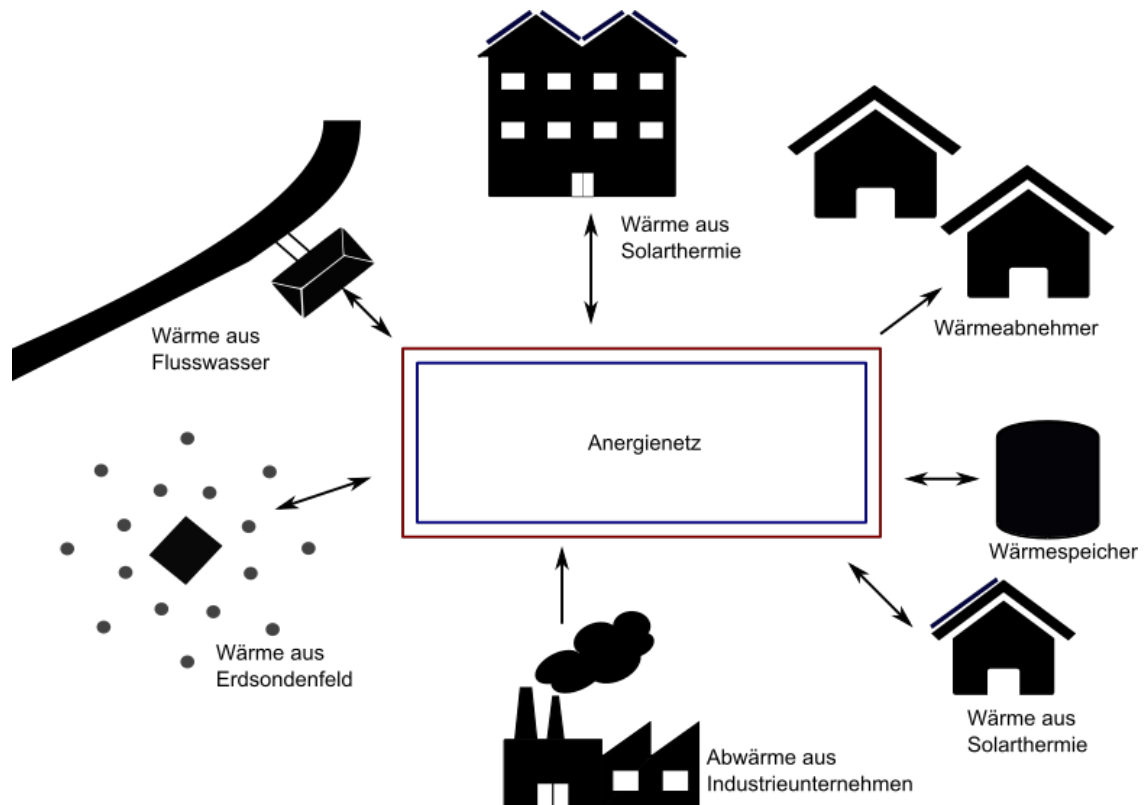 Wärme aus
Solarthermie
Wärmeabnehmer
Wärme aus
Flusswasser
Anergienetz
Wärmespeicher
Wärme aus
Erdsondenfeld
Wärme aus
Solarthermie
Abwärme aus
Industrieunternehmen